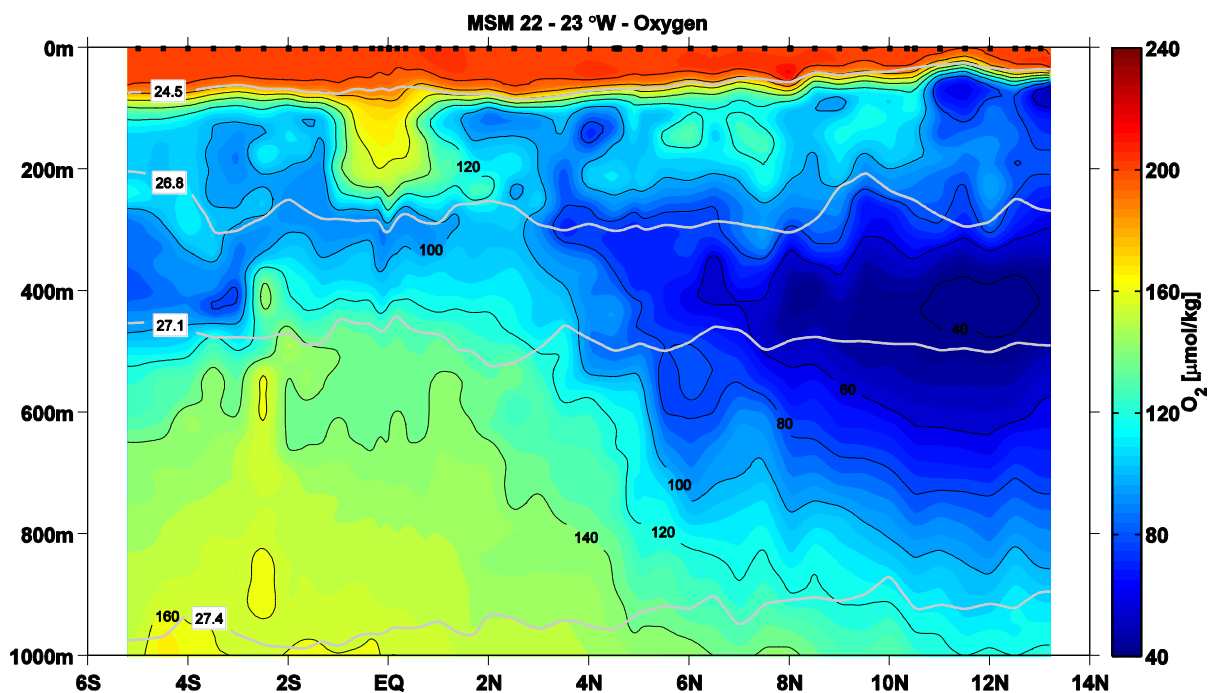 MSM 22 - 23 °W - Oxygen
0m
200m
400m
600m
800m
1000m
24.5
26.8
27.1
27.4
120
100
40
60
80
100
120
140
160
6S 4S 2S EQ 2N 4N 6N 8N 10N 12N 14N
240
200
160
120
80
40
O2 [µmol/kg]